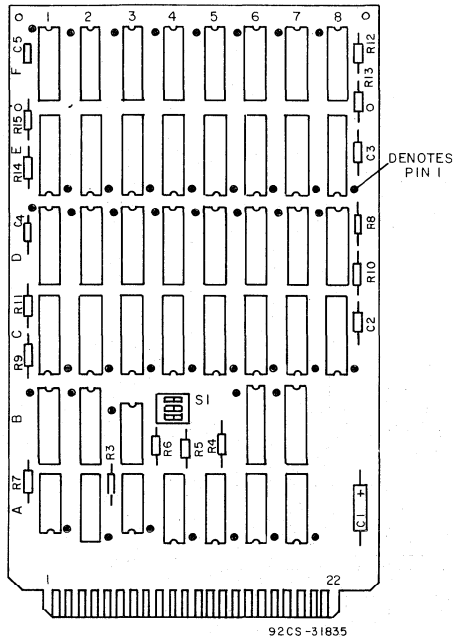 1 2 3 4 5 6 7 8
C5
F
R12
R13
R15
E
R14
C3
DENOTES
PIN 1
C4
D
R8
R10
R11
C
R9
C2
B
S1
R3
R6
R5
R4
R7
A
C1 +
1 22
92CS-31835